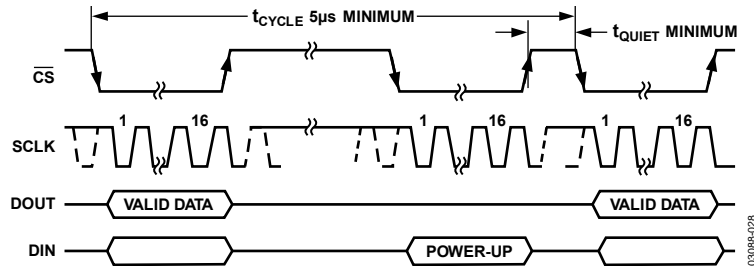 tCYCLE 5µs MINIMUM
tQUIET MINIMUM
CS
1 16 1 16 1 16
SCLK
DOUT VALID DATA VALID DATA
DIN POWER-UP
03088-028